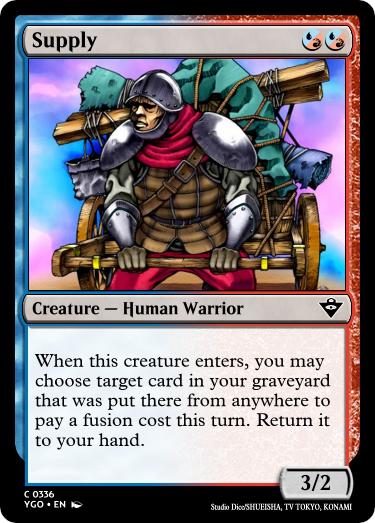 Supply
Creature — Human Warrior
When this creature enters, you may
choose target card in your graveyard
that was put there from anywhere to
pay a fusion cost this turn. Return it
to your hand.
3/2
C 0336
YGO • EN
Studio Dice/SHUEISHA, TV TOKYO, KONAMI